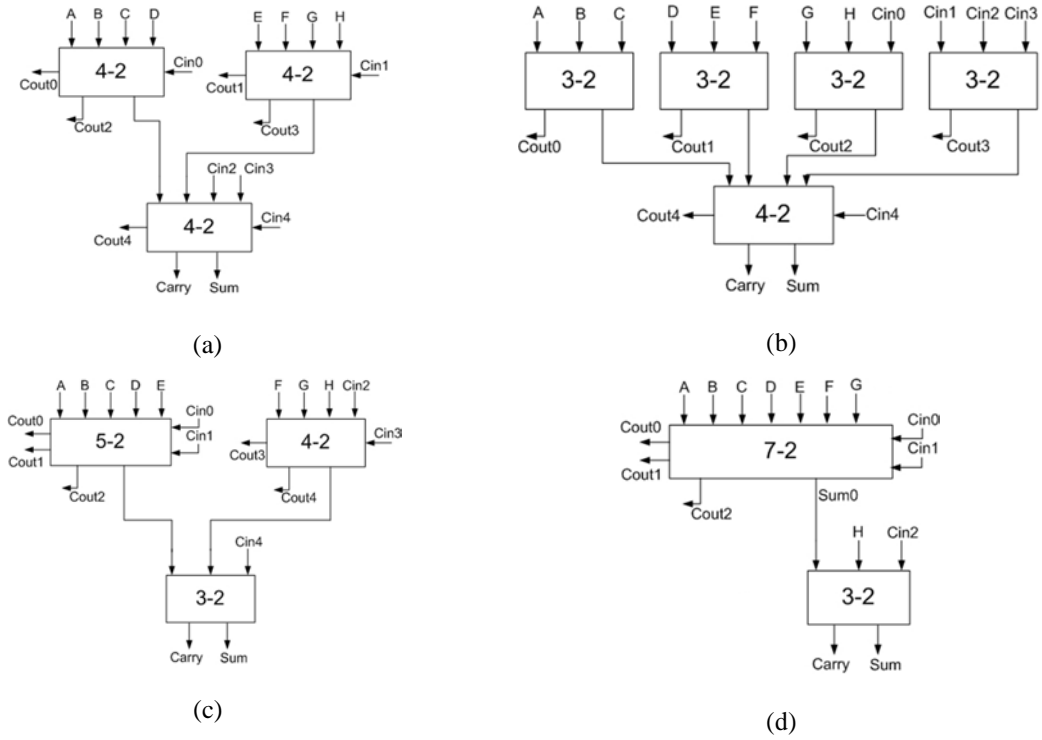 A B C D
Cin0
4-2
Cout0
Cout2
E F G H
Cin1
4-2
Cout1
Cout3
Cin2 Cin3
4-2
Cin4
Cout4
Carry Sum
(a)
A B C
3-2
Cout0
D E F
3-2
Cout1
G H Cin0
3-2
Cout2
Cin1 Cin2 Cin3
3-2
Cout3
4-2
Cout4
Cin4
Carry Sum
(b)
A B C D E
Cin0
Cin1
5-2
Cout0
Cout1
Cout2
F G H Cin2
4-2
Cin3
Cout3
Cout4
Cin4
3-2
Carry Sum
(c)
A B C D E F G
Cin0
Cin1
7-2
Cout0
Cout1
Cout2
Sum0
H Cin2
3-2
Carry Sum
(d)